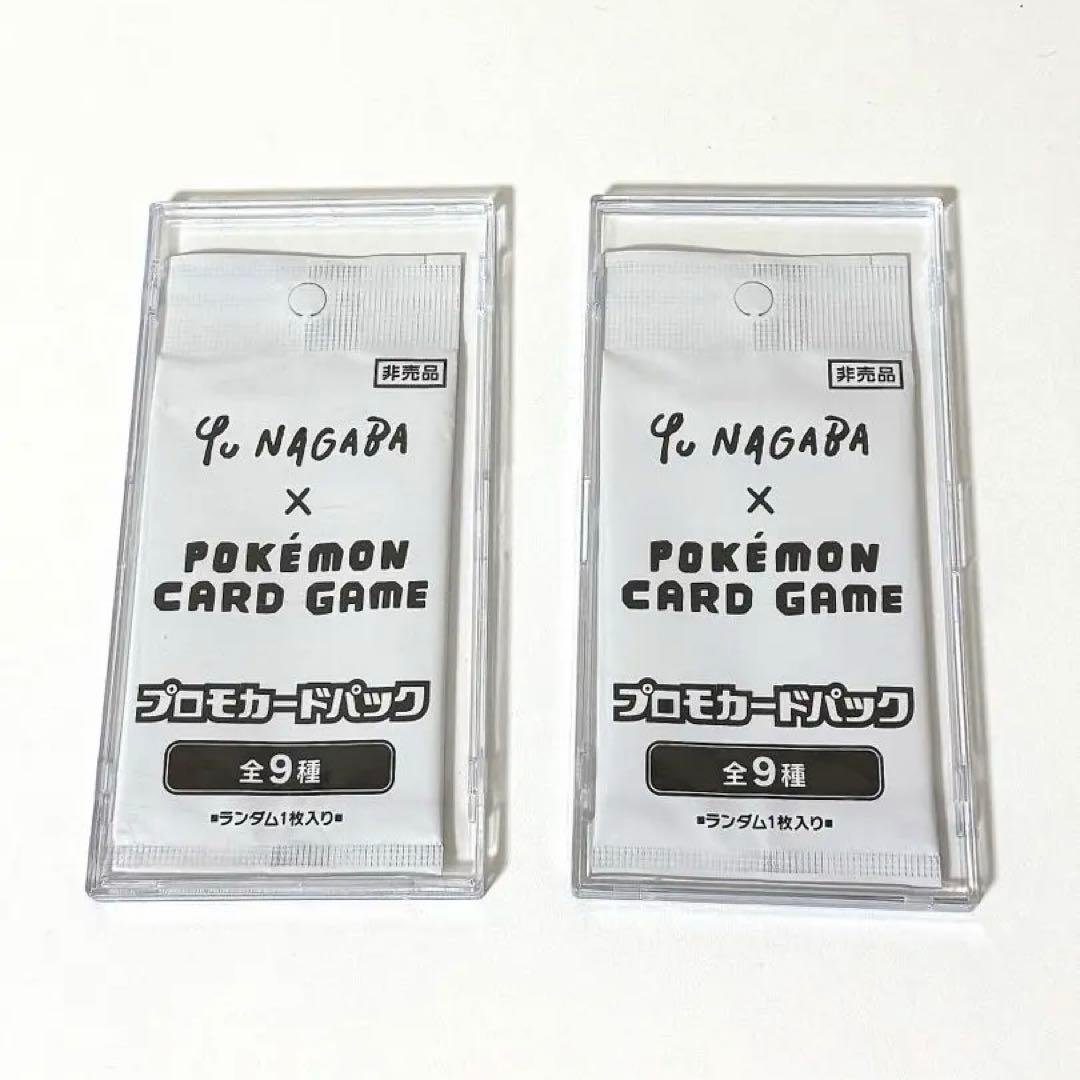 非売品
Yu NAGABA
×
POKÉMON
CARD GAME
プロモカードパック
全9種
■ランダム1枚入り■
非売品
Yu NAGABA
×
POKÉMON
CARD GAME
プロモカードパック
全9種
■ランダム1枚入り■